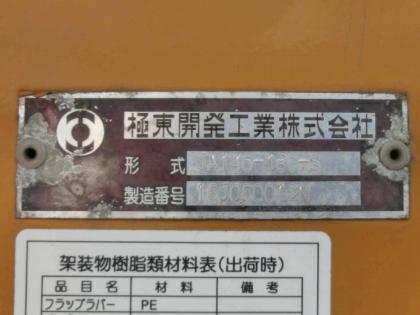 極東開発工業株式会社
形 式
製造番号
架装物樹脂類材料表(出荷時)
品 目 名 材 料 備 考
フラップラバー PE